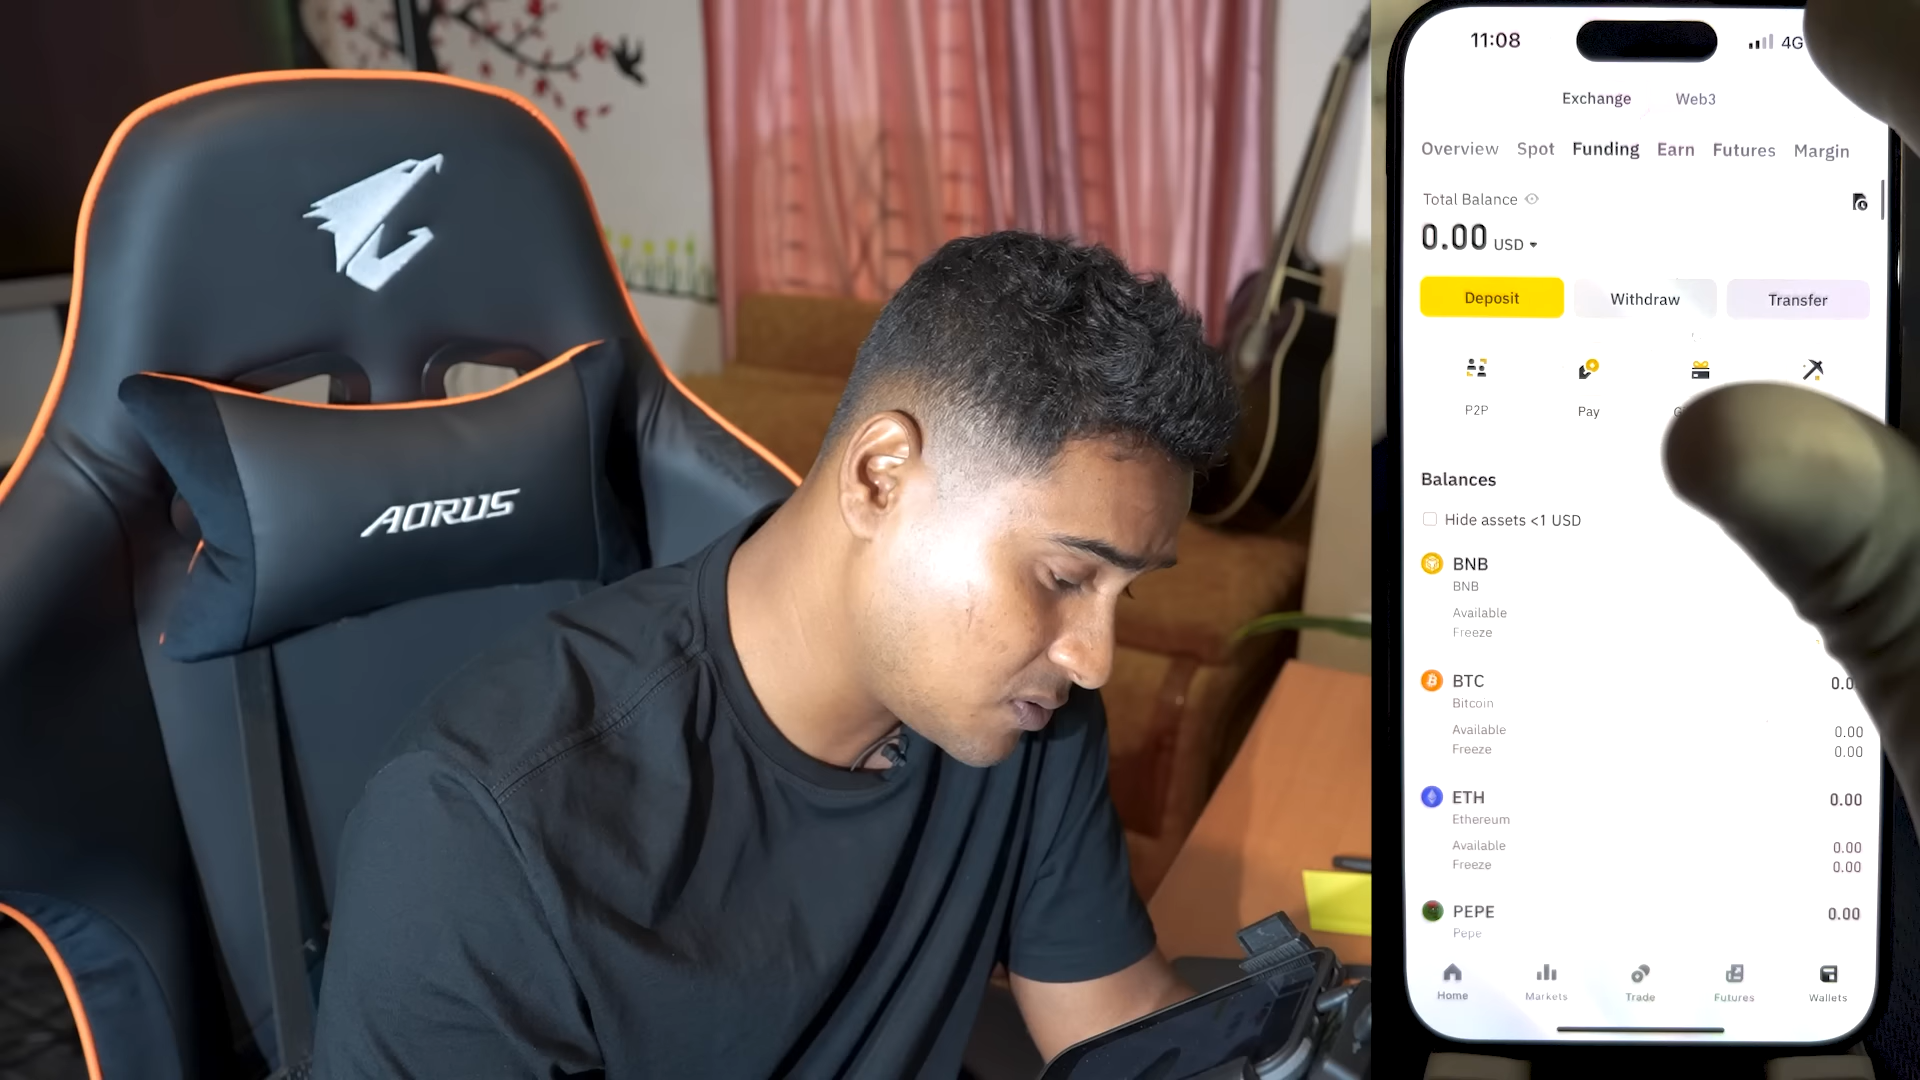 AORUS
11:08
4G
Exchange Web3
Overview Spot Funding Earn Futures Margin
Total Balance
0.00 USD
Deposit Withdraw Transfer
P2P Pay
Balances
Hide assets <1 USD
BNB
BNB
Available
Freeze
BTC
Bitcoin
Available 0.00
Freeze 0.00
ETH 0.00
Ethereum
Available 0.00
Freeze 0.00
PEPE 0.00
Pepe
Home Markets Trade Futures Wallets